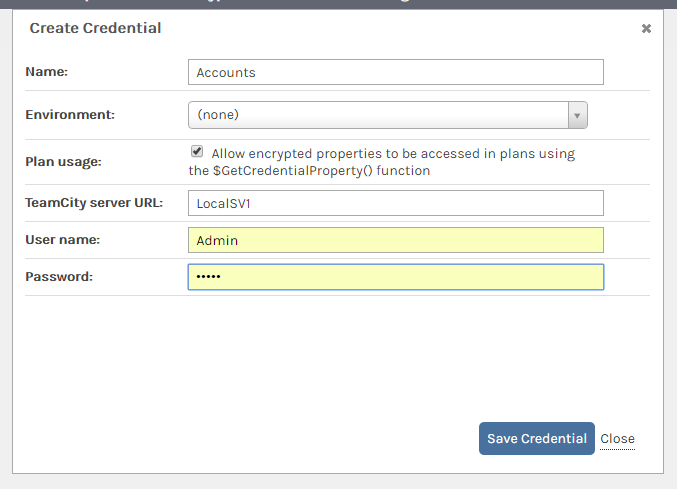 Create Credential
Name: Accounts
Environment: (none)
Plan usage: Allow encrypted properties to be accessed in plans using
the $GetCredentialProperty() function
TeamCity server URL: LocalSV1
User name: Admin
Password: •••••
Save Credential Close